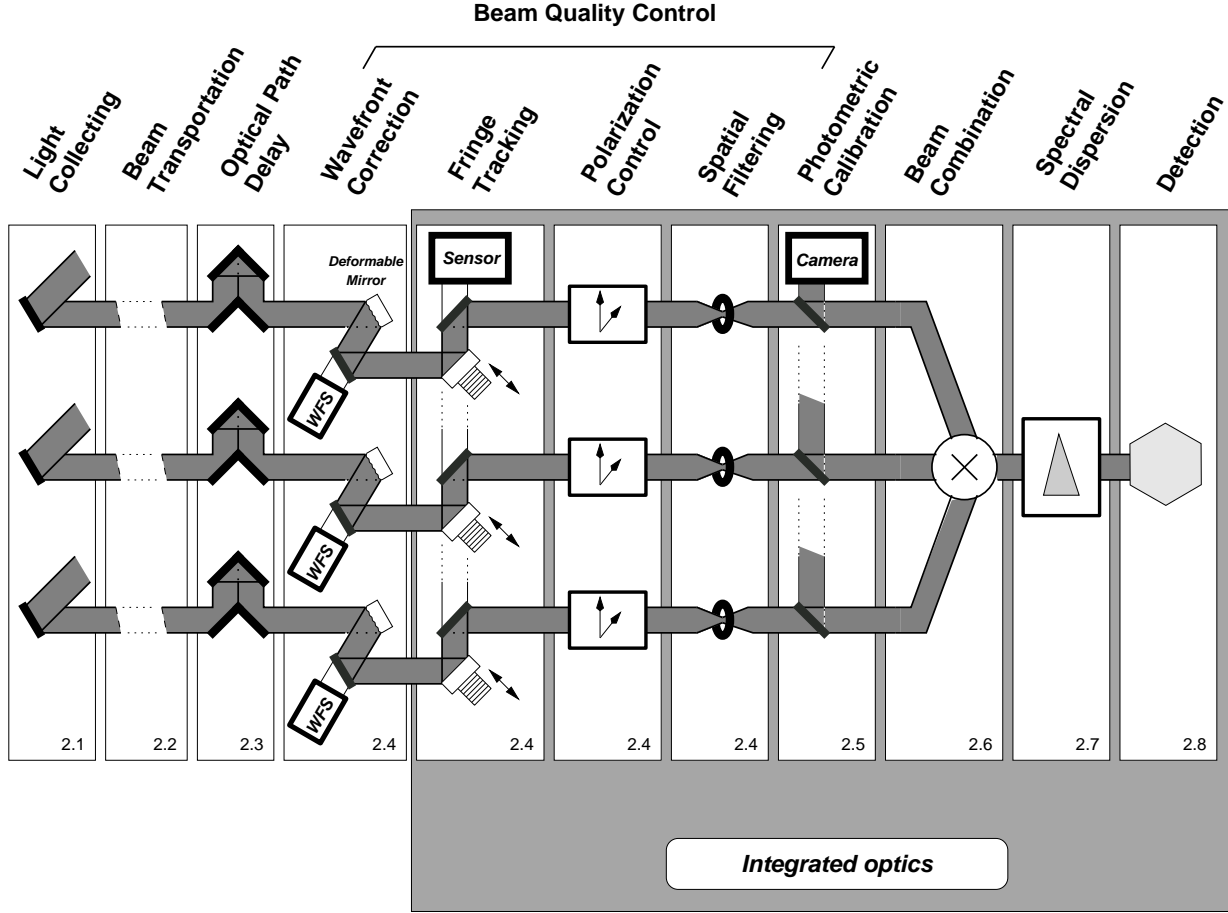 Beam Quality Control
Light
Collecting
Beam
Transportation
Optical Path
Delay
Wavefront
Correction
Fringe
Tracking
Polarization
Control
Spatial
Filtering
Photometric
Calibration
Beam
Combination
Spectral
Dispersion
Detection
Deformable
Mirror
Sensor
Camera
WFS
WFS
WFS
2.1
2.2
2.3
2.4
2.4
2.4
2.4
2.5
2.6
2.7
2.8
Integrated optics